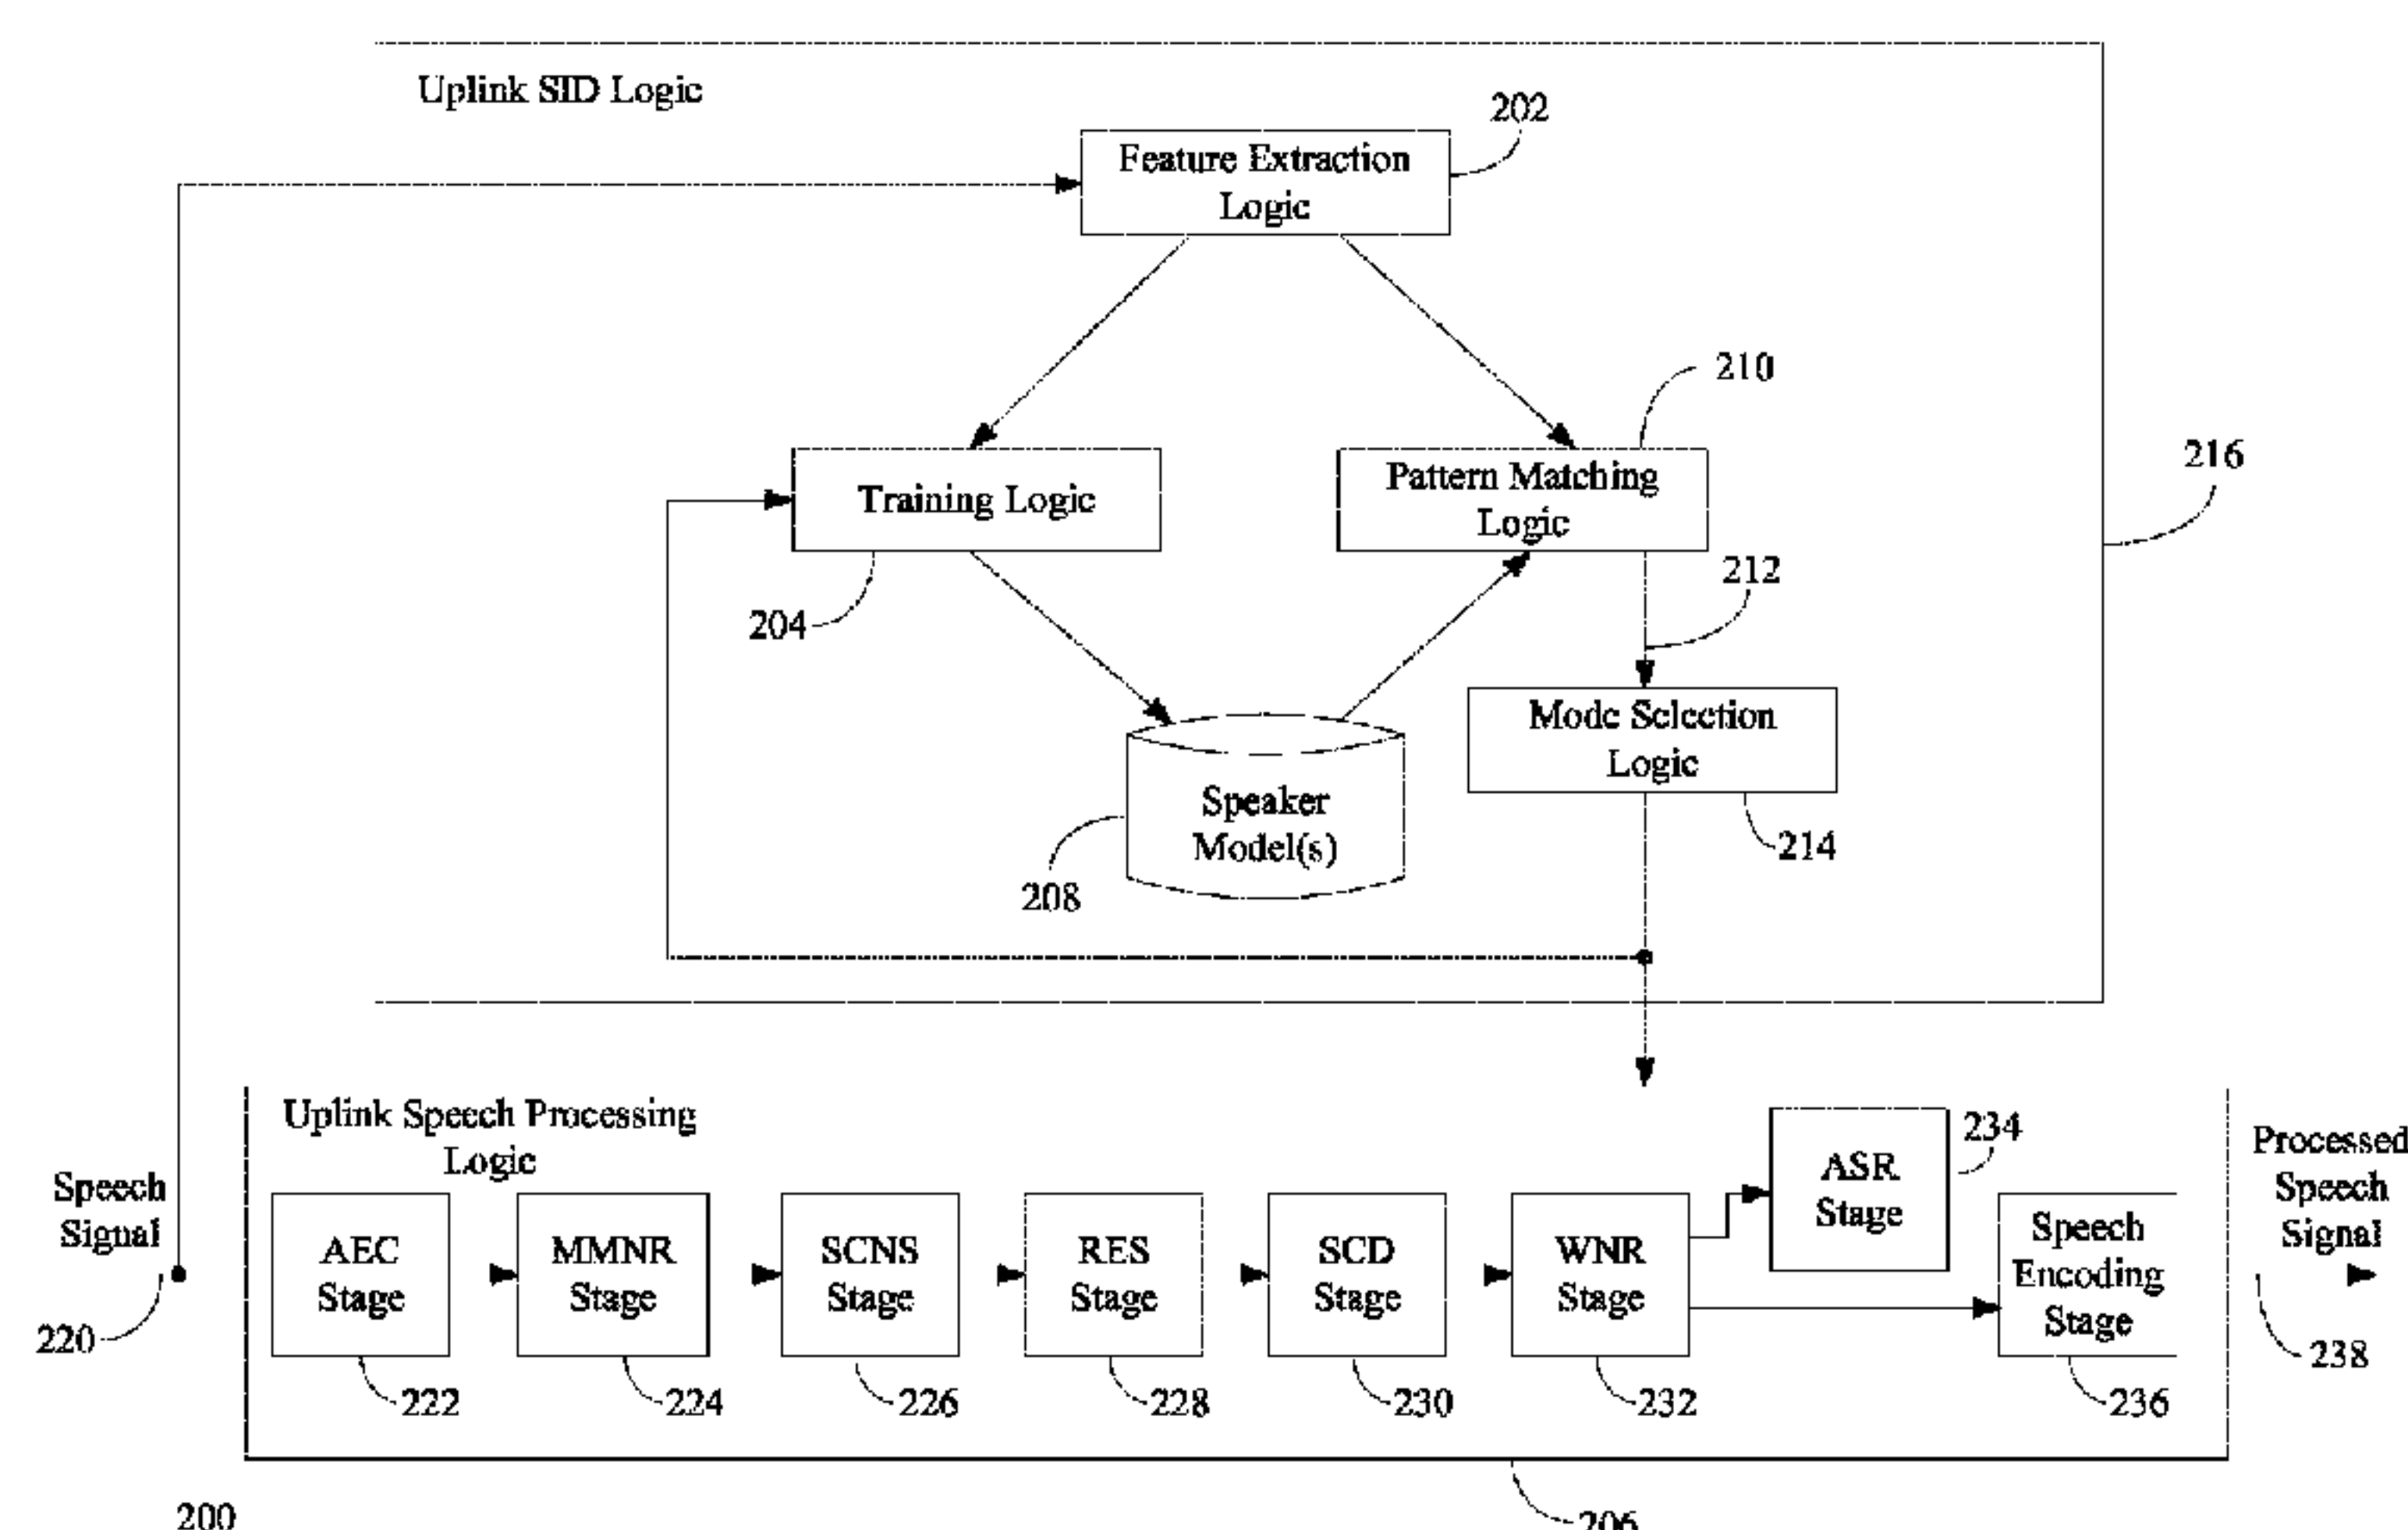 Uplink SID Logic
202
Feature Extraction
Logic
210
216
Training Logic
Pattern Matching
Logic
212
204
Mode Selection
Logic
Speaker
Model(s)
214
208
Uplink Speech Processing
Logic
234
Processed
Speech
Signal
Speech
Signal
ASR
Stage
AEC
Stage
MMNR
Stage
SCNS
Stage
RES
Stage
SCD
Stage
WNR
Stage
Speech
Encoding
Stage
220
238
222
224
226
228
230
232
236
200
206